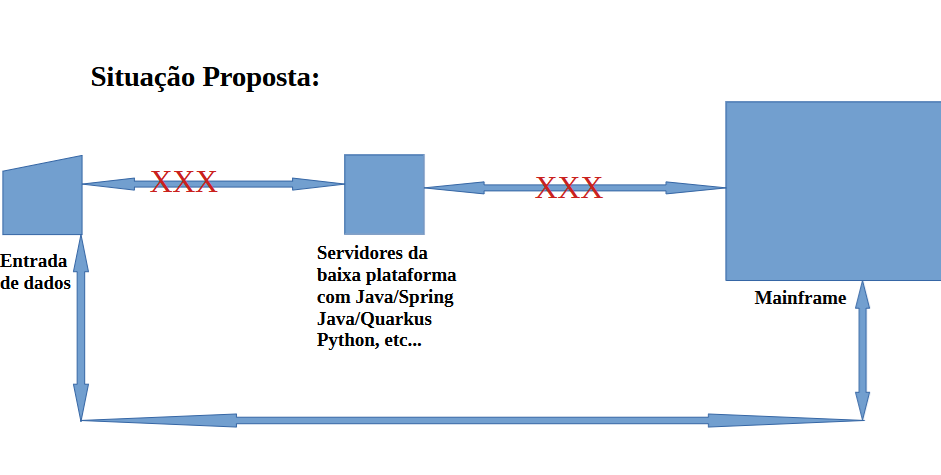 Situação Proposta:
XXX
XXX
Entrada
de dados
Servidores da
baixa plataforma
com Java/Spring
Java/Quarkus
Python, etc...
Mainframe